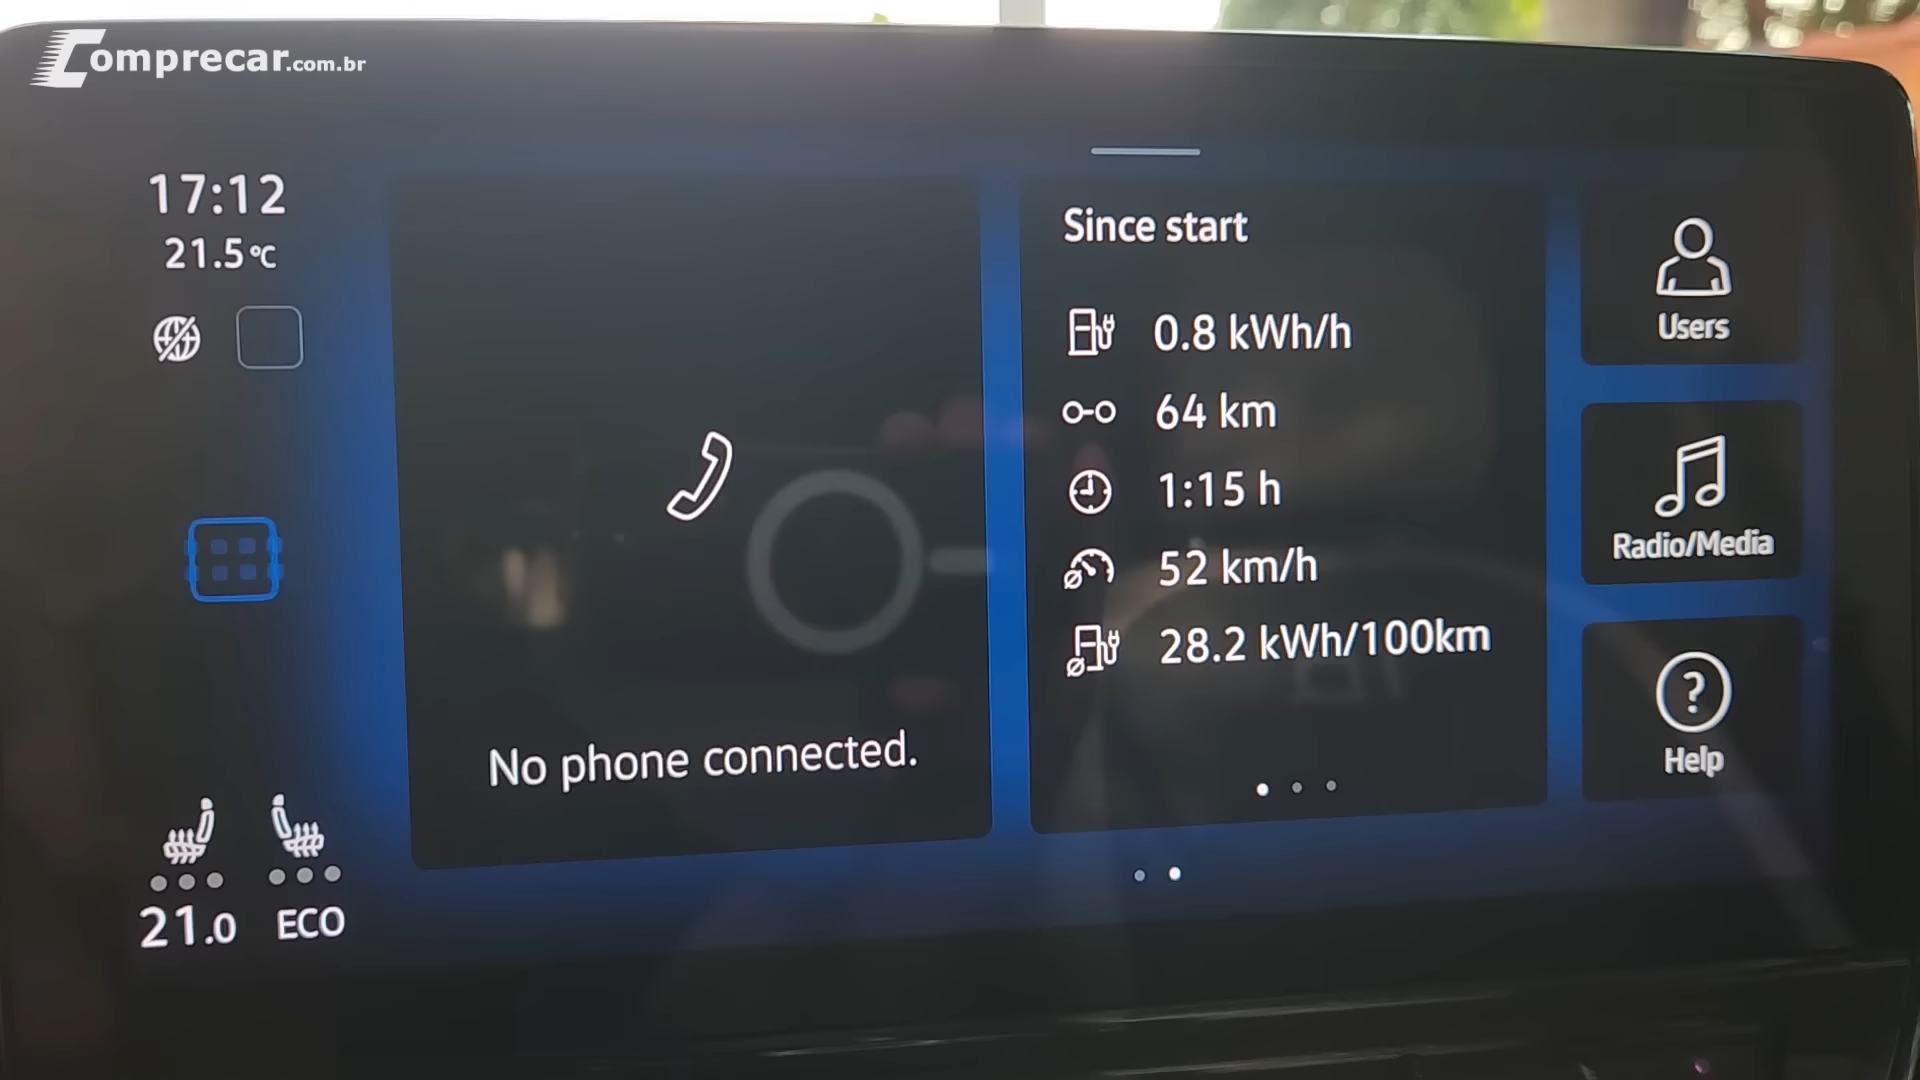 Comprecar.com.br
17:12
21.5°C
21.0 ECO
No phone connected.
Since start
0.8 kWh/h
64 km
1:15 h
52 km/h
28.2 kWh/100km
Users
Radio/Media
Help